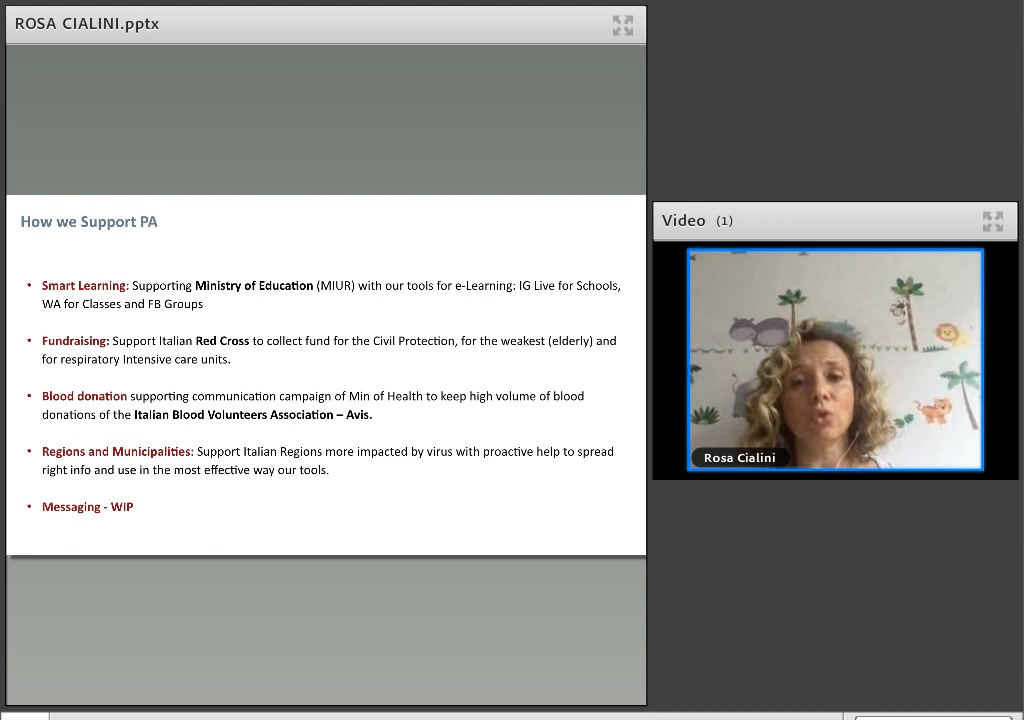 ROSA CIALINI.pptx
How we Support PA
• Smart Learning: Supporting Ministry of Education (MIUR) with our tools for e-Learning: IG Live for Schools,
WA for Classes and FB Groups
• Fundraising: Support Italian Red Cross to collect fund for the Civil Protection, for the weakest (elderly) and
for respiratory Intensive care units.
• Blood donation supporting communication campaign of Min of Health to keep high volume of blood
donations of the Italian Blood Volunteers Association – Avis.
• Regions and Municipalities: Support Italian Regions more impacted by virus with proactive help to spread
right info and use in the most effective way our tools.
• Messaging - WIP
Video (1)
Rosa Cialini